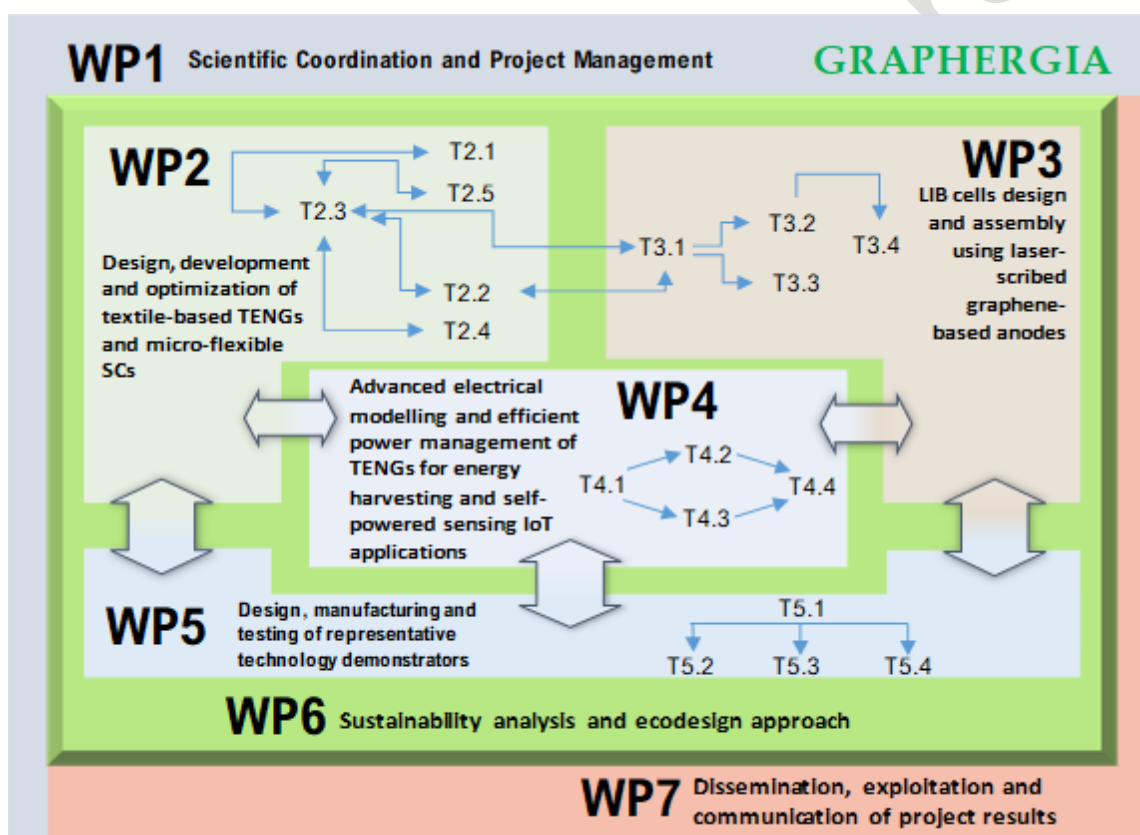 WP1 Scientific Coordination and Project Management
GRAPHERGIA
WP2
T2.1
T2.5
T2.3
T2.2
T2.4
Design, development
and optimization of
textile-based TENGs
and micro-flexible
SCs
WP3
LIB cells design
and assembly
using laser-
scribed
graphene-
based anodes
T3.1
T3.2
T3.4
T3.3
WP4
Advanced electrical
modelling and efficient
power management of
TENGs for energy
harvesting and self-
powered sensing IoT
applications
T4.1
T4.2
T4.3
T4.4
WP5
Design, manufacturing and
testing of representative
technology demonstrators
T5.1
T5.2
T5.3
T5.4
WP6 Sustainability analysis and ecodesign approach
WP7 Dissemination, exploitation and
communication of project results